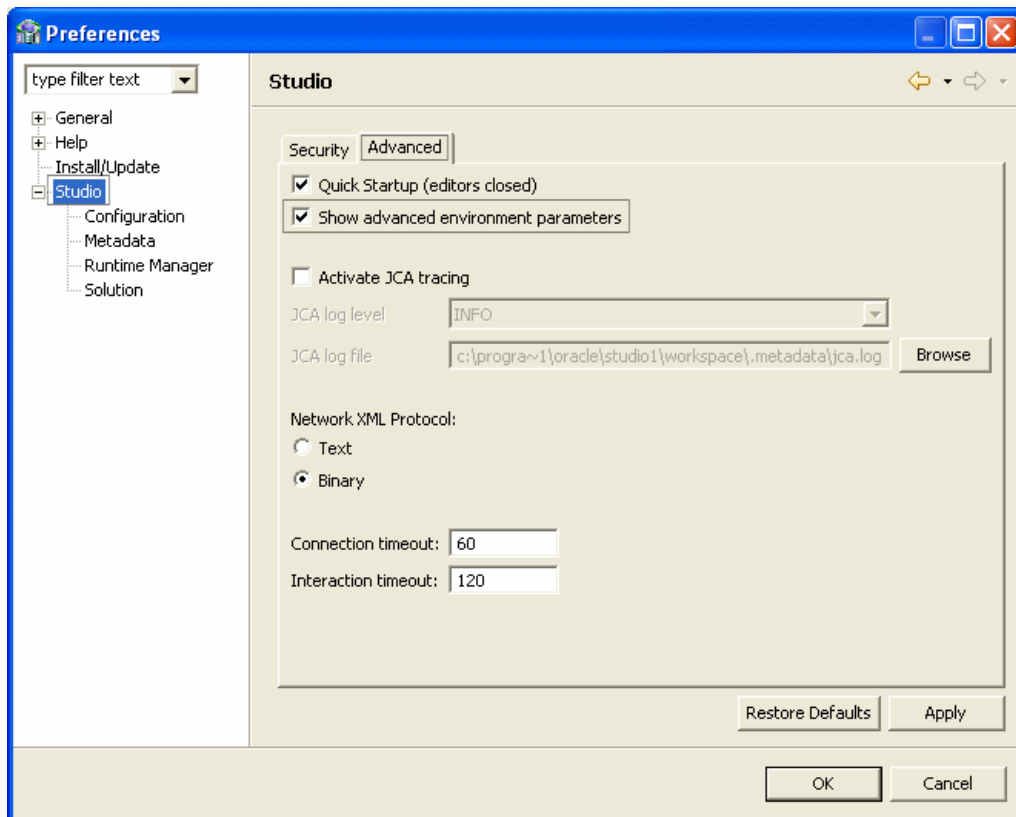 Preferences
type filter text
General
Help
Install/Update
Studio
Configuration
Metadata
Runtime Manager
Solution
Studio
Security
Advanced
Quick Startup (editors closed)
Show advanced environment parameters
Activate JCA tracing
JCA log level
INFO
JCA log file
c:\progra~1\oracle\studio1\workspace\.metadata\jca.log
Browse
Network XML Protocol:
Text
Binary
Connection timeout:
60
Interaction timeout:
120
Restore Defaults
Apply
OK
Cancel